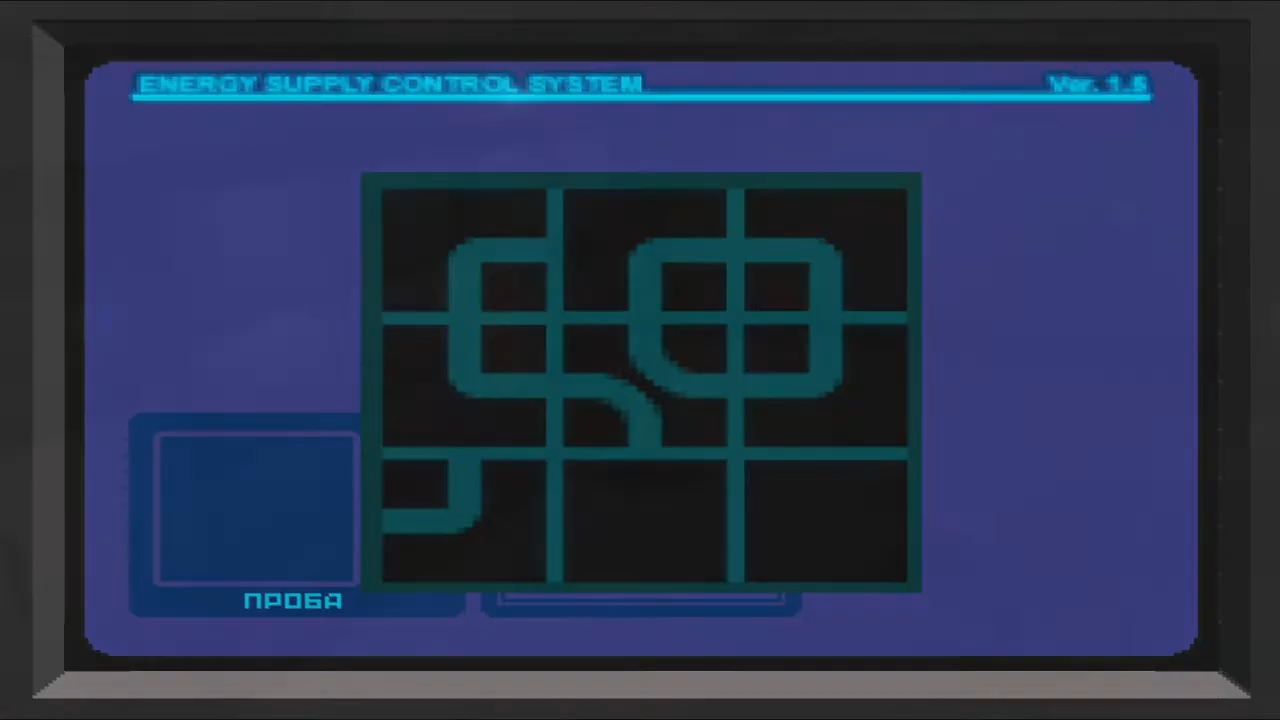 ENERGY SUPPLY CONTROL SYSTEM Ver. 1.5
ПРОБА